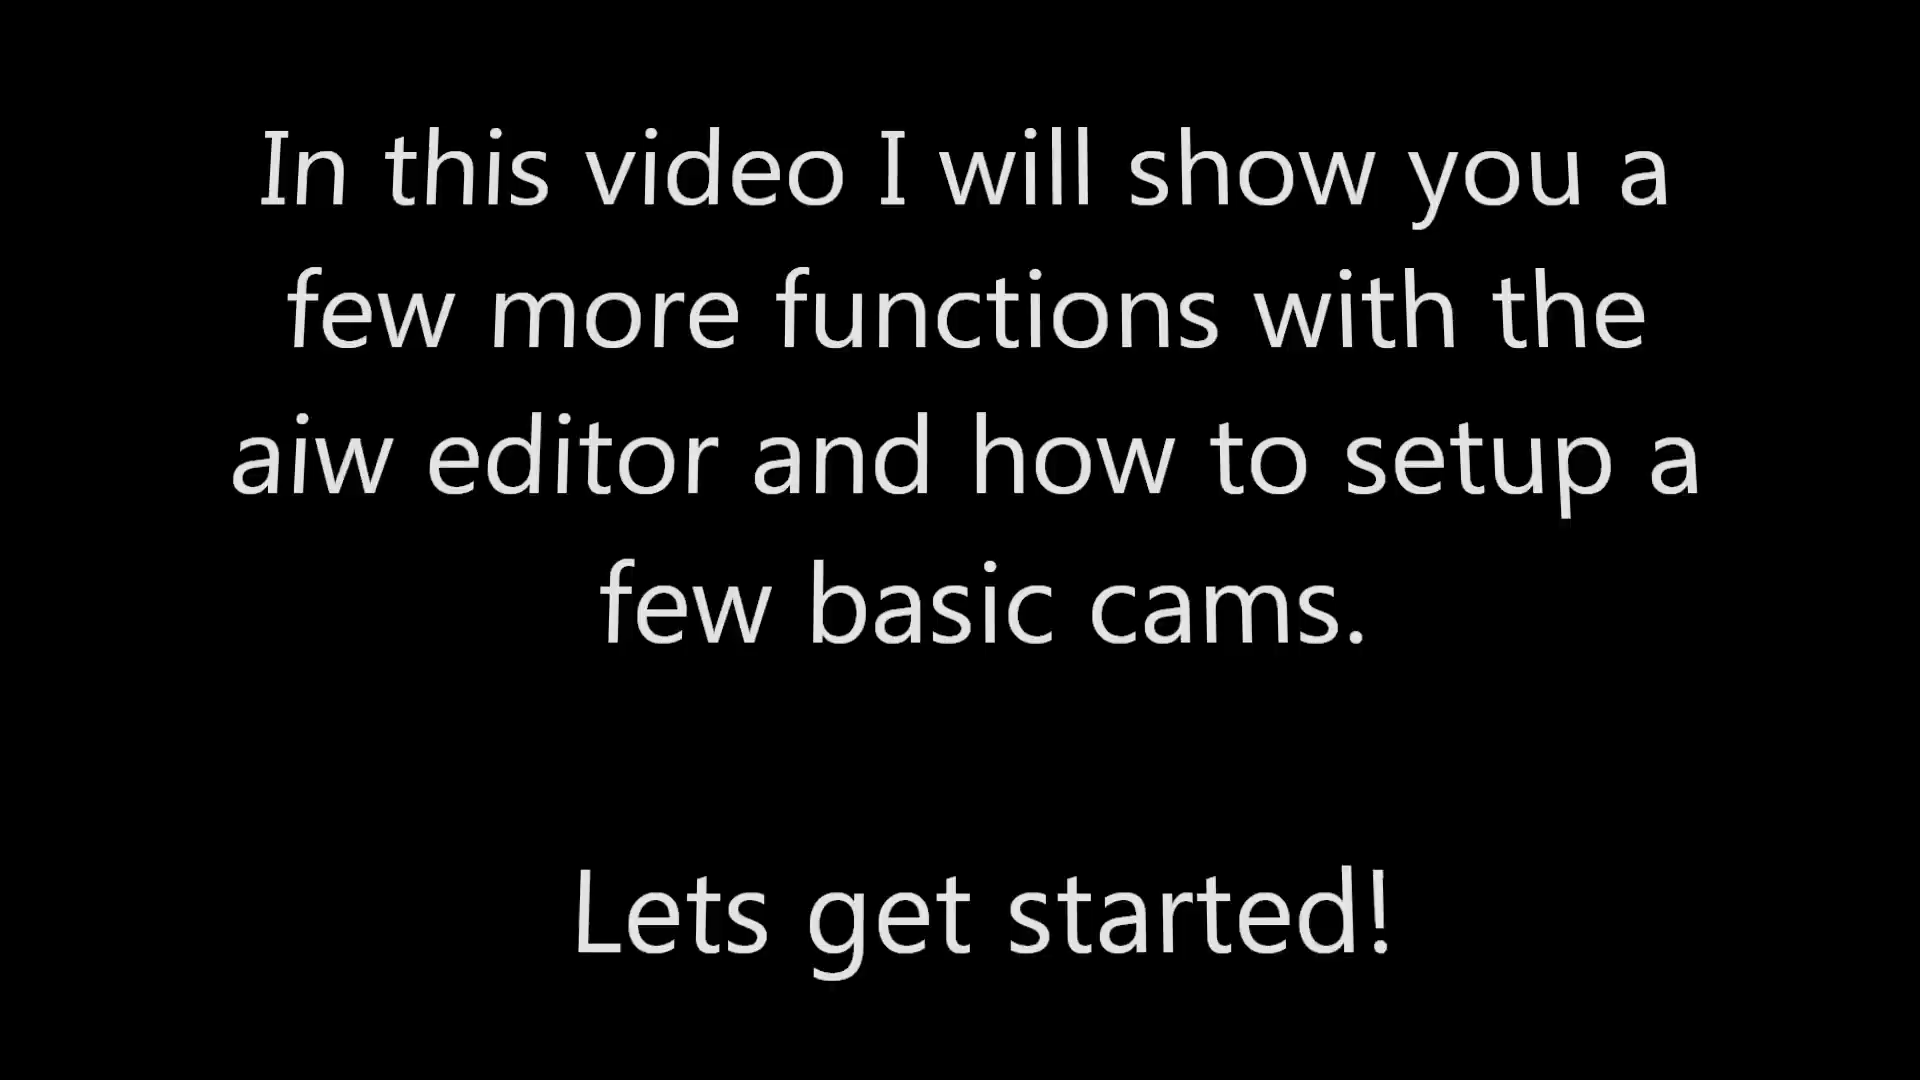 In this video I will show you a
few more functions with the
aiw editor and how to setup a
few basic cams.
Lets get started!